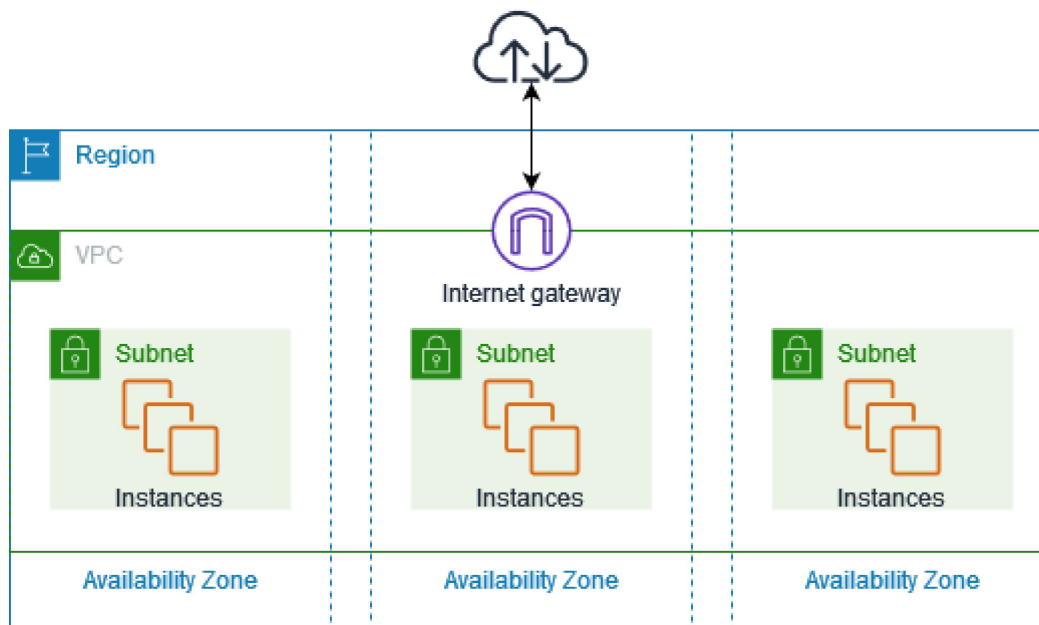 Region
VPC
Internet gateway
Subnet
Subnet
Subnet
Instances
Instances
Instances
Availability Zone
Availability Zone
Availability Zone